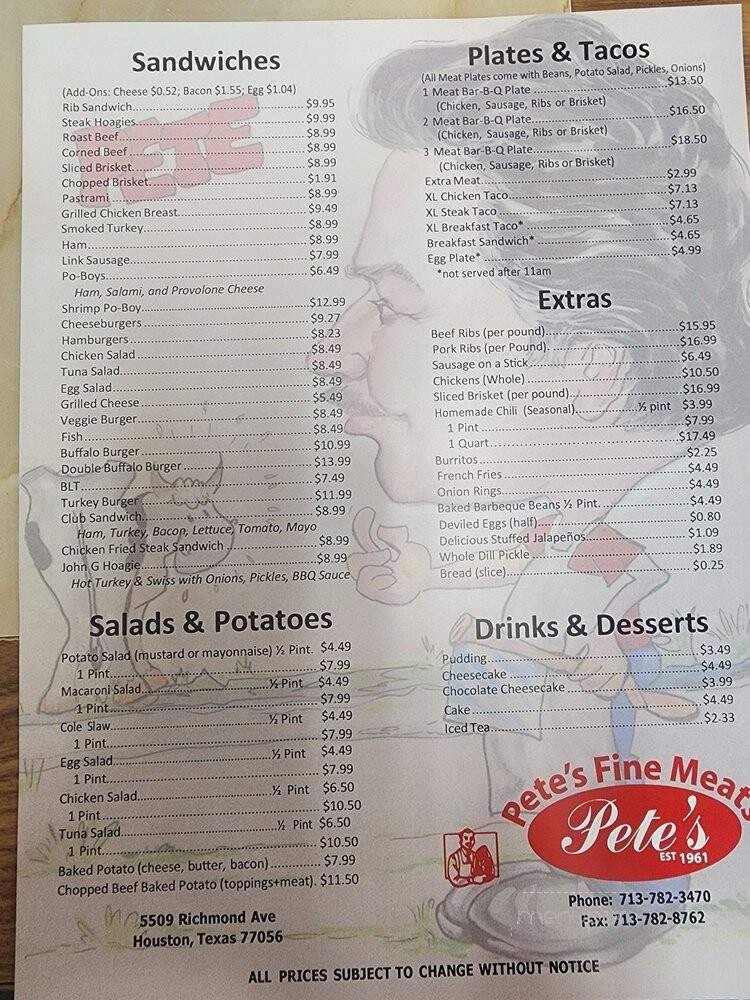 Sandwiches
(Add-Ons: Cheese $0.52; Bacon $1.55; Egg $1.04)
Rib Sandwich $9.95
Steak Hoagies $9.99
Roast Beef $8.99
Corned Beef $8.99
Sliced Brisket $8.99
Chopped Brisket $1.91
Pastrami $8.99
Grilled Chicken Breast $9.49
Smoked Turkey $8.99
Ham $8.99
Link Sausage $7.99
Po-Boys $6.49
Ham, Salami, and Provolone Cheese
Shrimp Po-Boy $12.99
Cheeseburgers $9.27
Hamburgers $8.23
Chicken Salad $8.49
Tuna Salad $8.49
Egg Salad $8.49
Grilled Cheese $5.49
Veggie Burger $8.49
Fish $8.49
Buffalo Burger $10.99
Double Buffalo Burger $13.99
BLT $7.49
Turkey Burger $11.99
Club Sandwich $8.99
Ham, Turkey, Bacon, Lettuce, Tomato, Mayo
Chicken Fried Steak Sandwich $8.99
John G Hoagie $8.99
Hot Turkey & Swiss with Onions, Pickles, BBQ Sauce
Salads & Potatoes
Potato Salad (mustard or mayonnaise) ½ Pint. $4.49
1 Pint $7.99
Macaroni Salad ½ Pint $4.49
1 Pint $7.99
Cole Slaw ½ Pint $4.49
1 Pint $7.99
Egg Salad ½ Pint $4.49
1 Pint $7.99
Chicken Salad ½ Pint $6.50
1 Pint $10.50
Tuna Salad ½ Pint $6.50
1 Pint $10.50
Baked Potato (cheese, butter, bacon) $7.99
Chopped Beef Baked Potato (toppings+meat). $11.50
5509 Richmond Ave
Houston, Texas 77056
Plates & Tacos
(All Meat Plates come with Beans, Potato Salad, Pickles, Onions)
1 Meat Bar-B-Q Plate $13.50
(Chicken, Sausage, Ribs or Brisket)
2 Meat Bar-B-Q Plate $16.50
(Chicken, Sausage, Ribs or Brisket)
3 Meat Bar-B-Q Plate $18.50
(Chicken, Sausage, Ribs or Brisket)
Extra Meat $2.99
XL Chicken Taco $7.13
XL Steak Taco $7.13
XL Breakfast Taco* $4.65
Breakfast Sandwich* $4.65
Egg Plate* $4.99
*not served after 11am
Extras
Beef Ribs (per pound) $15.95
Pork Ribs (per Pound) $16.99
Sausage on a Stick $6.49
Chickens (Whole) $10.50
Sliced Brisket (per pound) $16.99
Homemade Chili (Seasonal) ½ pint $3.99
1 Pint $7.99
1 Quart $17.49
Burritos $2.25
French Fries $4.49
Onion Rings $4.49
Baked Barbeque Beans ½ Pint $4.49
Deviled Eggs (half) $0.80
Delicious Stuffed Jalapeños $1.09
Whole Dill Pickle $1.89
Bread (slice) $0.25
Drinks & Desserts
Pudding $3.49
Cheesecake $4.49
Chocolate Cheesecake $3.99
Cake $4.49
Iced Tea $2.33
Pete's Fine Meats
Pete's
EST 1961
Phone: 713-782-3470
Fax: 713-782-8762
ALL PRICES SUBJECT TO CHANGE WITHOUT NOTICE
PETE